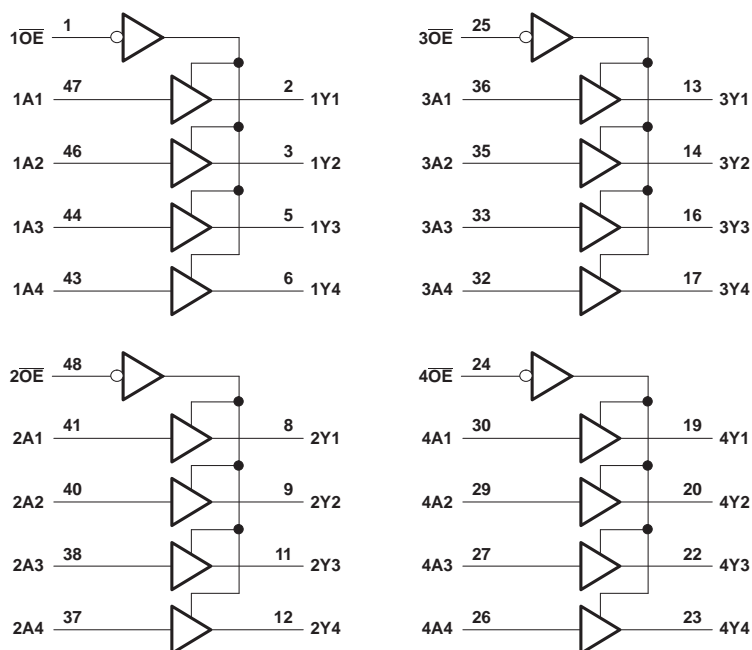 1OE 1
1A1 47 2 1Y1
1A2 46 3 1Y2
1A3 44 5 1Y3
1A4 43 6 1Y4
3OE 25
3A1 36 13 3Y1
3A2 35 14 3Y2
3A3 33 16 3Y3
3A4 32 17 3Y4
2OE 48
2A1 41 8 2Y1
2A2 40 9 2Y2
2A3 38 11 2Y3
2A4 37 12 2Y4
4OE 24
4A1 30 19 4Y1
4A2 29 20 4Y2
4A3 27 22 4Y3
4A4 26 23 4Y4